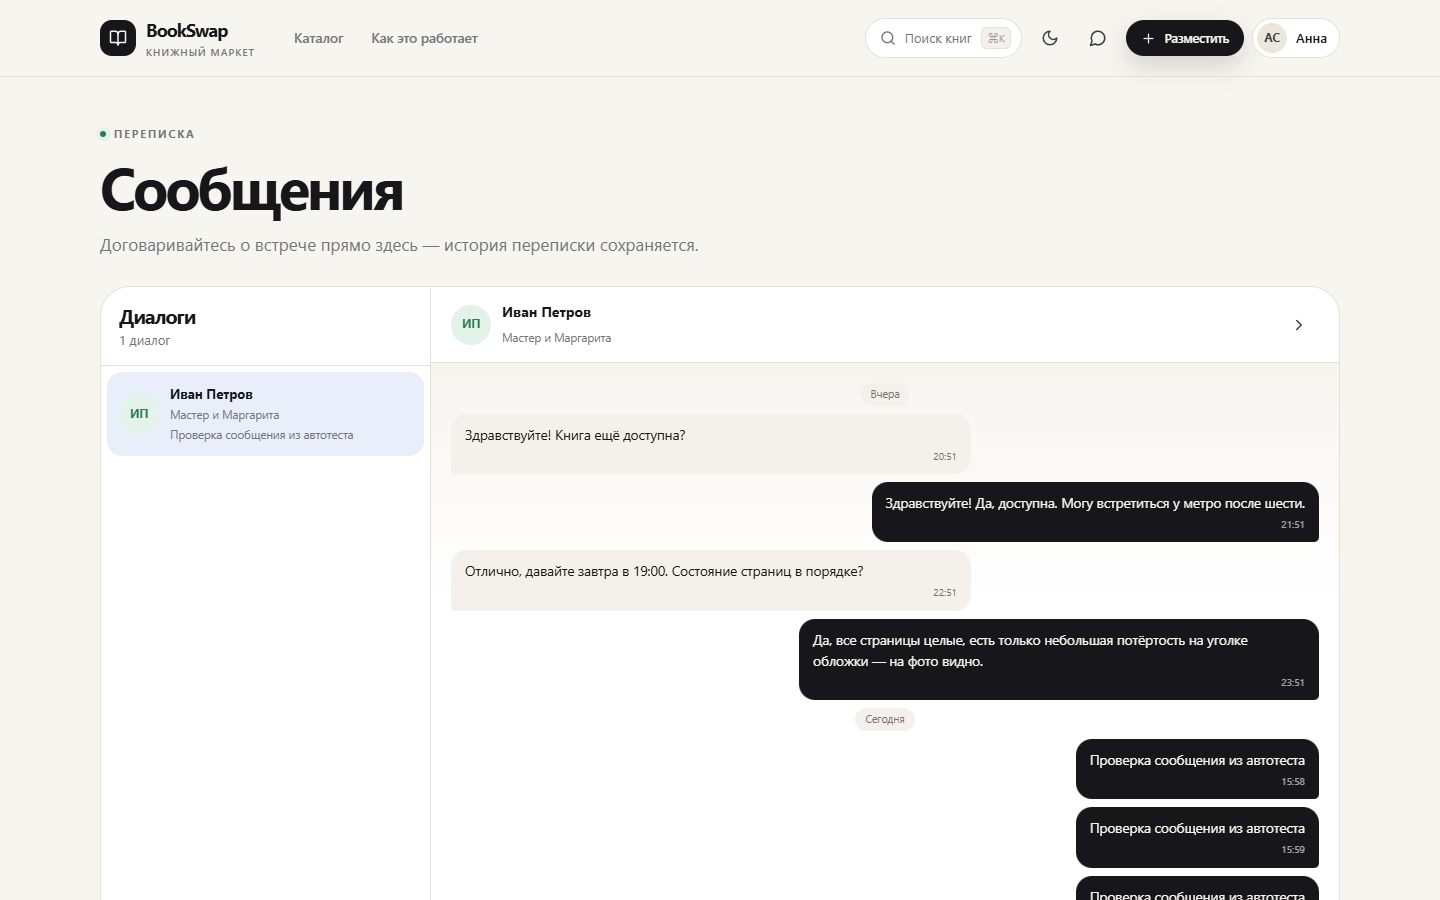 BookSwap
КНИЖНЫЙ МАРКЕТ
Каталог
Как это работает
Поиск книг
⌘K
Разместить
АС
Анна
ПЕРЕПИСКА
Сообщения
Договаривайтесь о встрече прямо здесь — история переписки сохраняется.
Диалоги
1 диалог
ИП
Иван Петров
Мастер и Маргарита
Проверка сообщения из автотеста
ИП
Иван Петров
Мастер и Маргарита
Вчера
Здравствуйте! Книга ещё доступна?
20:51
Здравствуйте! Да, доступна. Могу встретиться у метро после шести.
21:51
Отлично, давайте завтра в 19:00. Состояние страниц в порядке?
22:51
Да, все страницы целые, есть только небольшая потёртость на уголке
обложки — на фото видно.
23:51
Сегодня
Проверка сообщения из автотеста
15:58
Проверка сообщения из автотеста
15:59
Проверка сообщения из автотеста